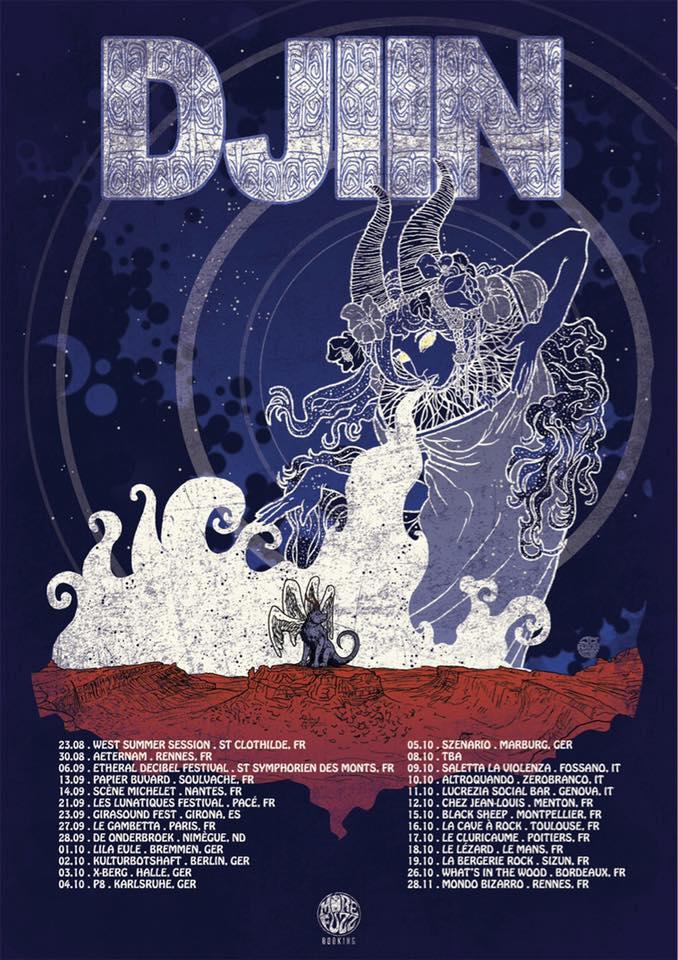 DJIIN
23.08 . WEST SUMMER SESSION . ST CLOTHILDE, FR
30.08 . AETERNAM . RENNES, FR
06.09 . ETHERAL DECIBEL FESTIVAL . ST SYMPHORIEN DES MONTS, FR
13.09 . PAPIER BUVARD . SOULVACHE, FR
14.09 . SCÈNE MICHELET . NANTES, FR
21.09 . LES LUNATIQUES FESTIVAL . PACÉ, FR
23.09 . GIRASOUND FEST . GIRONA, ES
27.09 . LE GAMBETTA . PARIS, FR
28.09 . DE ONDERBROEK . NIMÈGUE, ND
01.10 . LILA EULE . BREMMEN, GER
02.10 . KULTURBOTSHAFT . BERLIN, GER
03.10 . X-BERG . HALLE, GER
04.10 . P8 . KARLSRUHE, GER
05.10 . SZENARIO . MARBURG, GER
08.10 . TBA
09.10 . SALETTA LA VIOLENZA . FOSSANO, IT
10.10 . ALTROQUANDO . ZEROBRANCO, IT
11.10 . LUCREZIA SOCIAL BAR . GENOVA, IT
12.10 . CHEZ JEAN-LOUIS . MENTON, FR
15.10 . BLACK SHEEP . MONTPELLIER, FR
16.10 . LA CAVE À ROCK . TOULOUSE, FR
17.10 . LE CLURICAUME . POITIERS, FR
18.10 . LE LÉZARD . LE MANS, FR
19.10 . LA BERGERIE ROCK . SIZUN, FR
26.10 . WHAT'S IN THE WOOD . BORDEAUX, FR
28.11 . MONDO BIZARRO . RENNES, FR
MORE
FUZZ
BOOKING